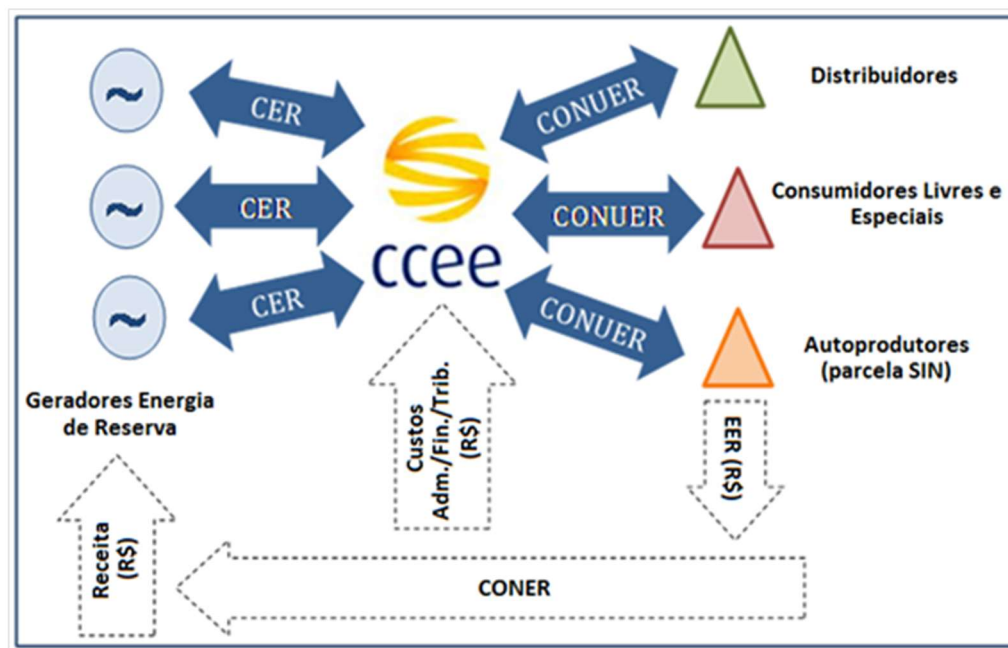 CER
CER
CER
ccee
CONUER
CONUER
CONUER
Distribuidores
Consumidores Livres e
Especiais
Autoprodutores
(parcela SIN)
Geradores Energia
de Reserva
Custos
Adm./Fin./Trib.
(R$)
EER (R$)
Receita
(R$)
CONER